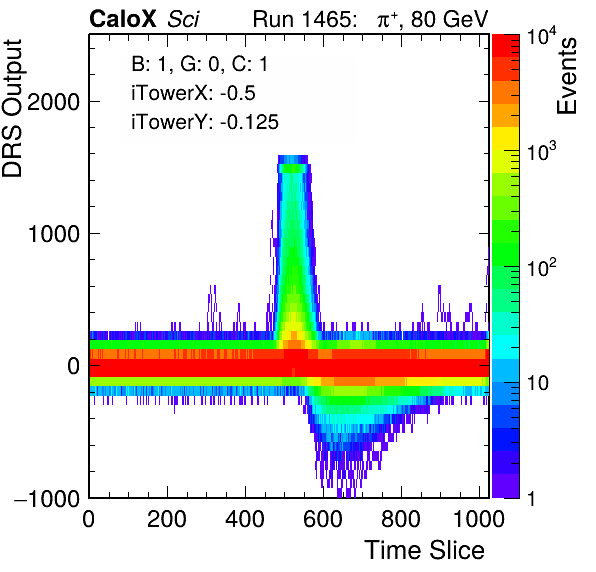 CaloX Sci Run 1465: π⁺, 80 GeV
B: 1, G: 0, C: 1
iTowerX: -0.5
iTowerY: -0.125
DRS Output
2000
1000
0
−1000
0 200 400 600 800 1000
Time Slice
10⁴
10³
10²
10
1
Events